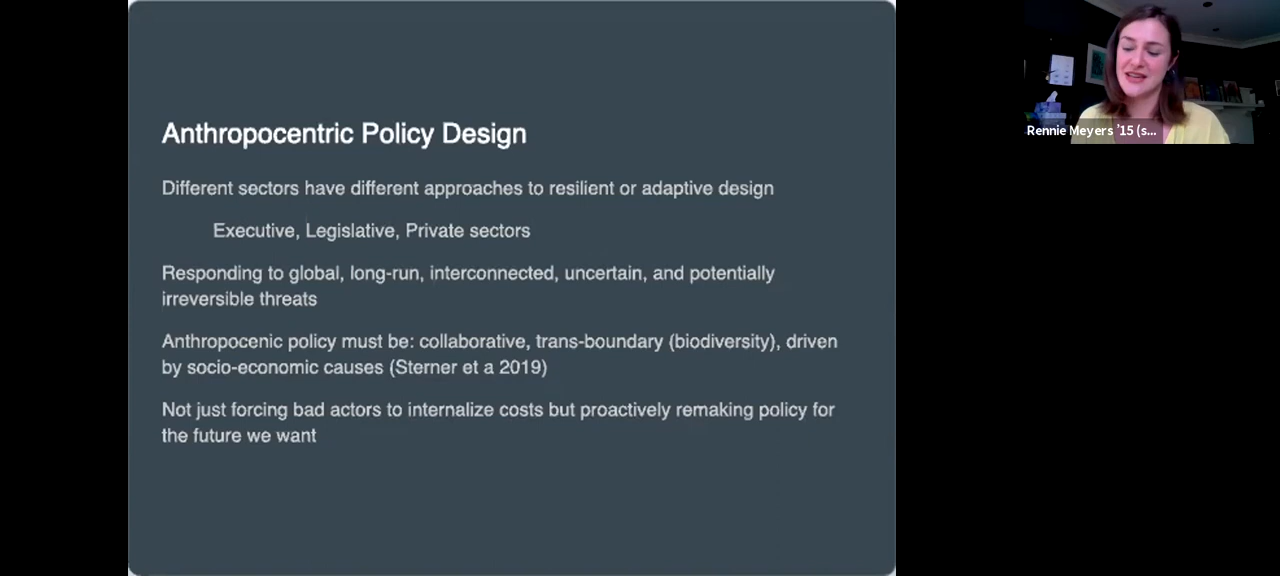 Anthropocentric Policy Design
Different sectors have different approaches to resilient or adaptive design
Executive, Legislative, Private sectors
Responding to global, long-run, interconnected, uncertain, and potentially
irreversible threats
Anthropocenic policy must be: collaborative, trans-boundary (biodiversity), driven
by socio-economic causes (Sterner et a 2019)
Not just forcing bad actors to internalize costs but proactively remaking policy for
the future we want
Rennie Meyers '15 (s...